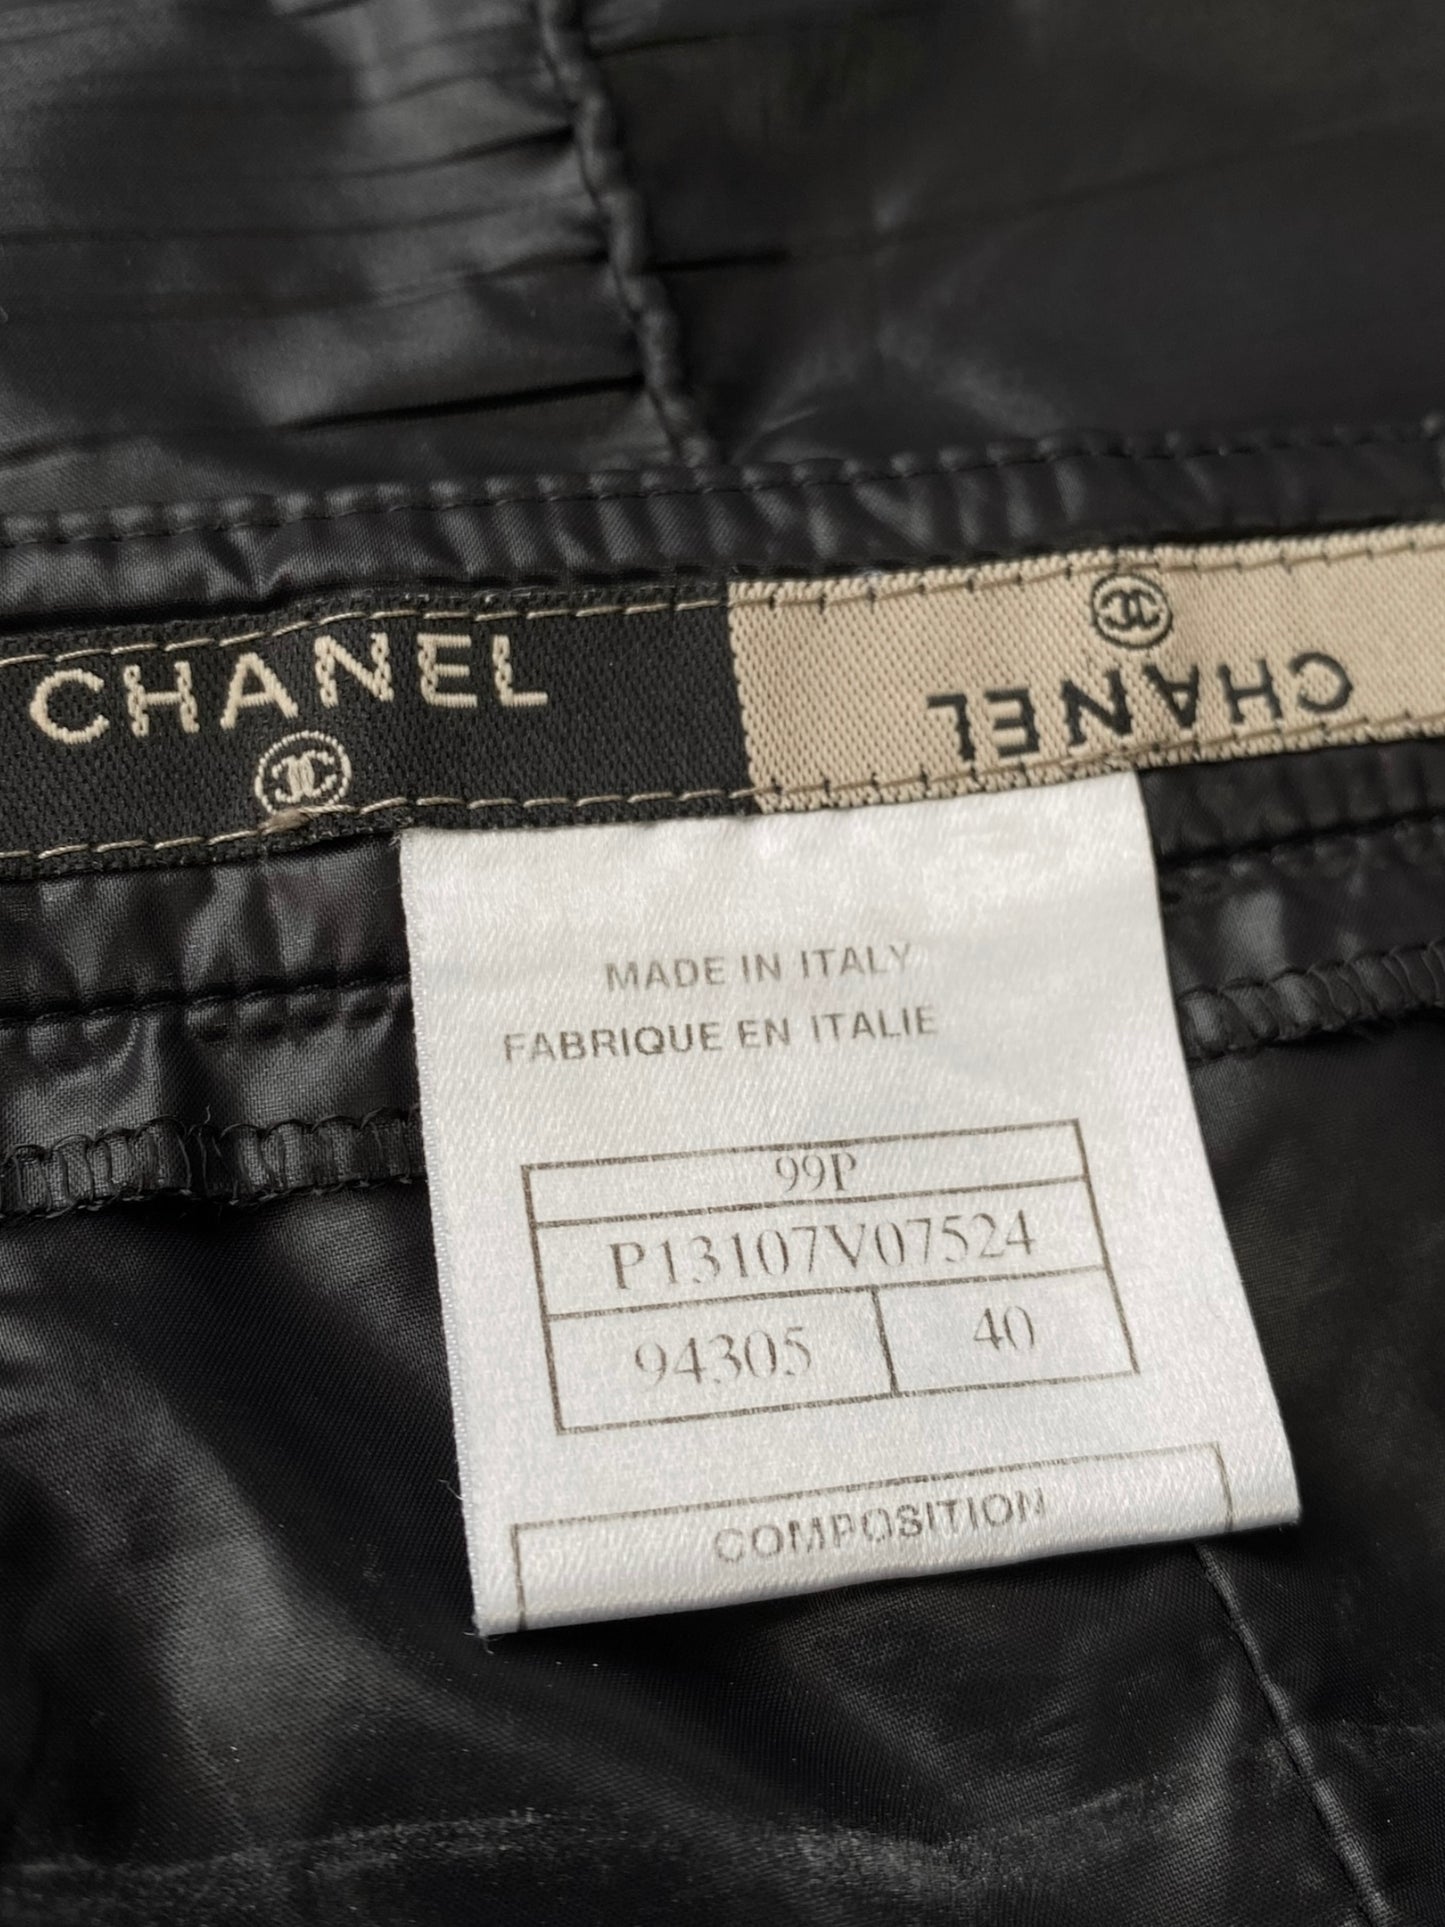 CHANEL
CHANEL
MADE IN ITALY
FABRIQUE EN ITALIE
99P
P13107V07524
94305 40
COMPOSITION